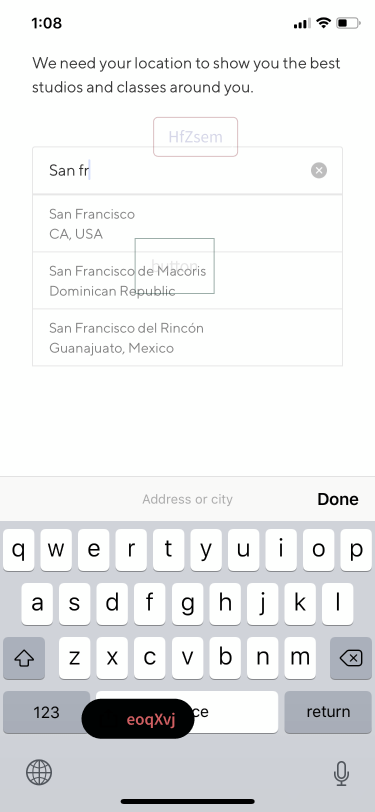 1:08
We need your location to show you the best
studios and classes around you.
HfZsem
San fr
San Francisco
CA, USA
button
San Francisco de Macoris
Dominican Republic
San Francisco del Rincón
Guanajuato, Mexico
Address or city
Done
q w e r t y u i o p
a s d f g h j k l
z x c v b n m
123
eoqXvj
return